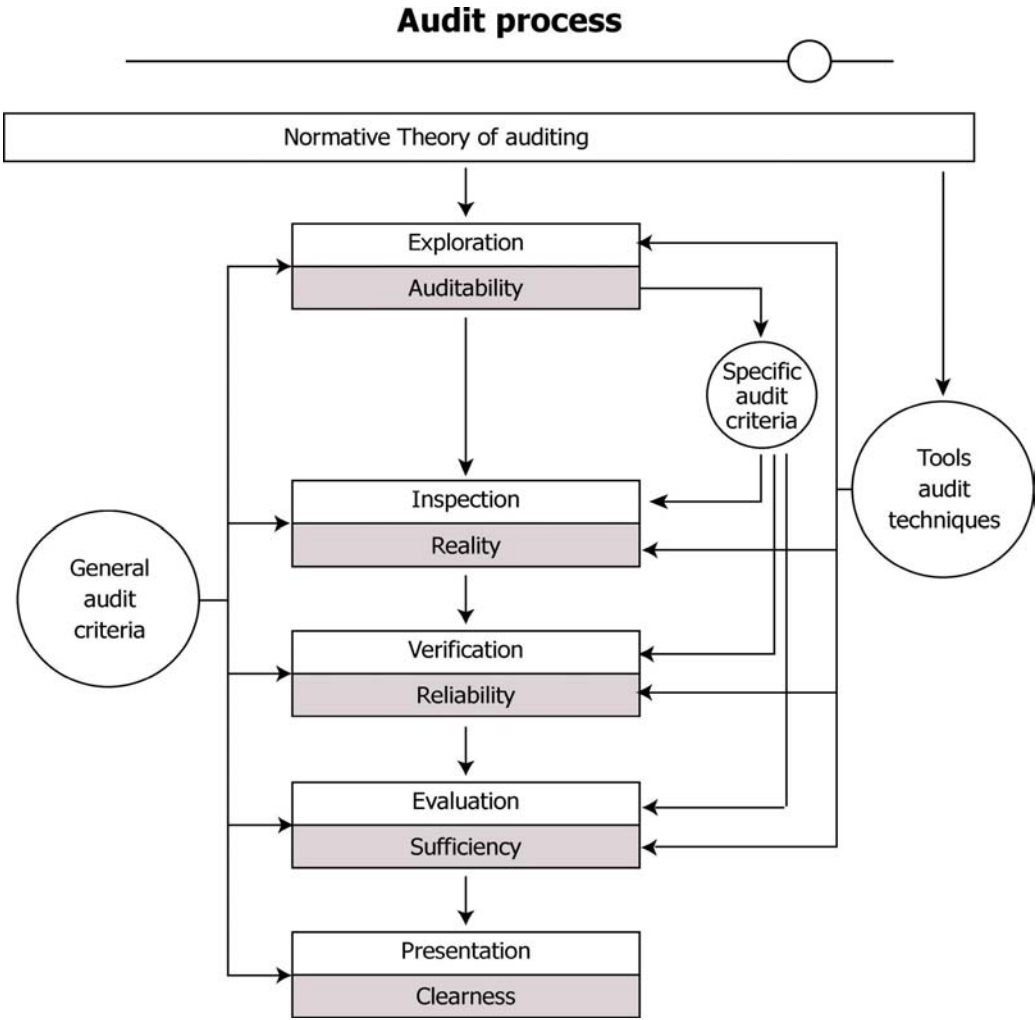 Audit process
Normative Theory of auditing
Exploration
Auditability
Specific
audit
criteria
Tools
audit
techniques
Inspection
Reality
General
audit
criteria
Verification
Reliability
Evaluation
Sufficiency
Presentation
Clearness